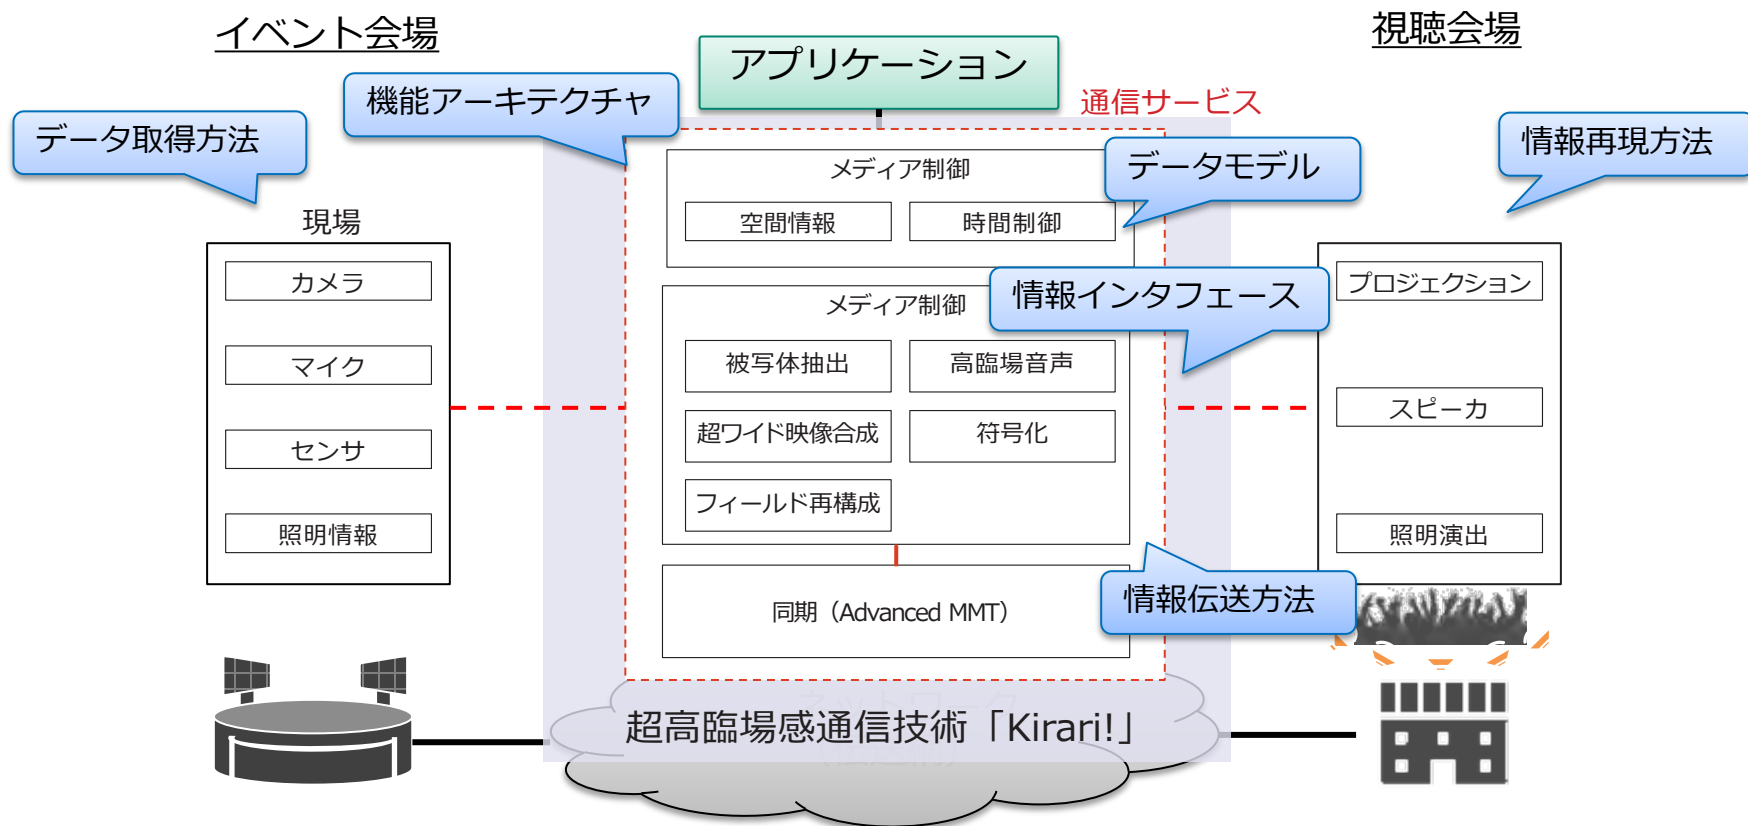 イベント会場
視聴会場
アプリケーション
通信サービス
機能アーキテクチャ
データ取得方法
データモデル
情報再現方法
メディア制御
空間情報
時間制御
現場
カメラ
マイク
センサ
照明情報
メディア制御
情報インタフェース
被写体抽出
高臨場音声
超ワイド映像合成
符号化
フィールド再構成
プロジェクション
スピーカ
照明演出
同期（Advanced MMT）
情報伝送方法
ネットワーク
超高臨場感通信技術「Kirari!」